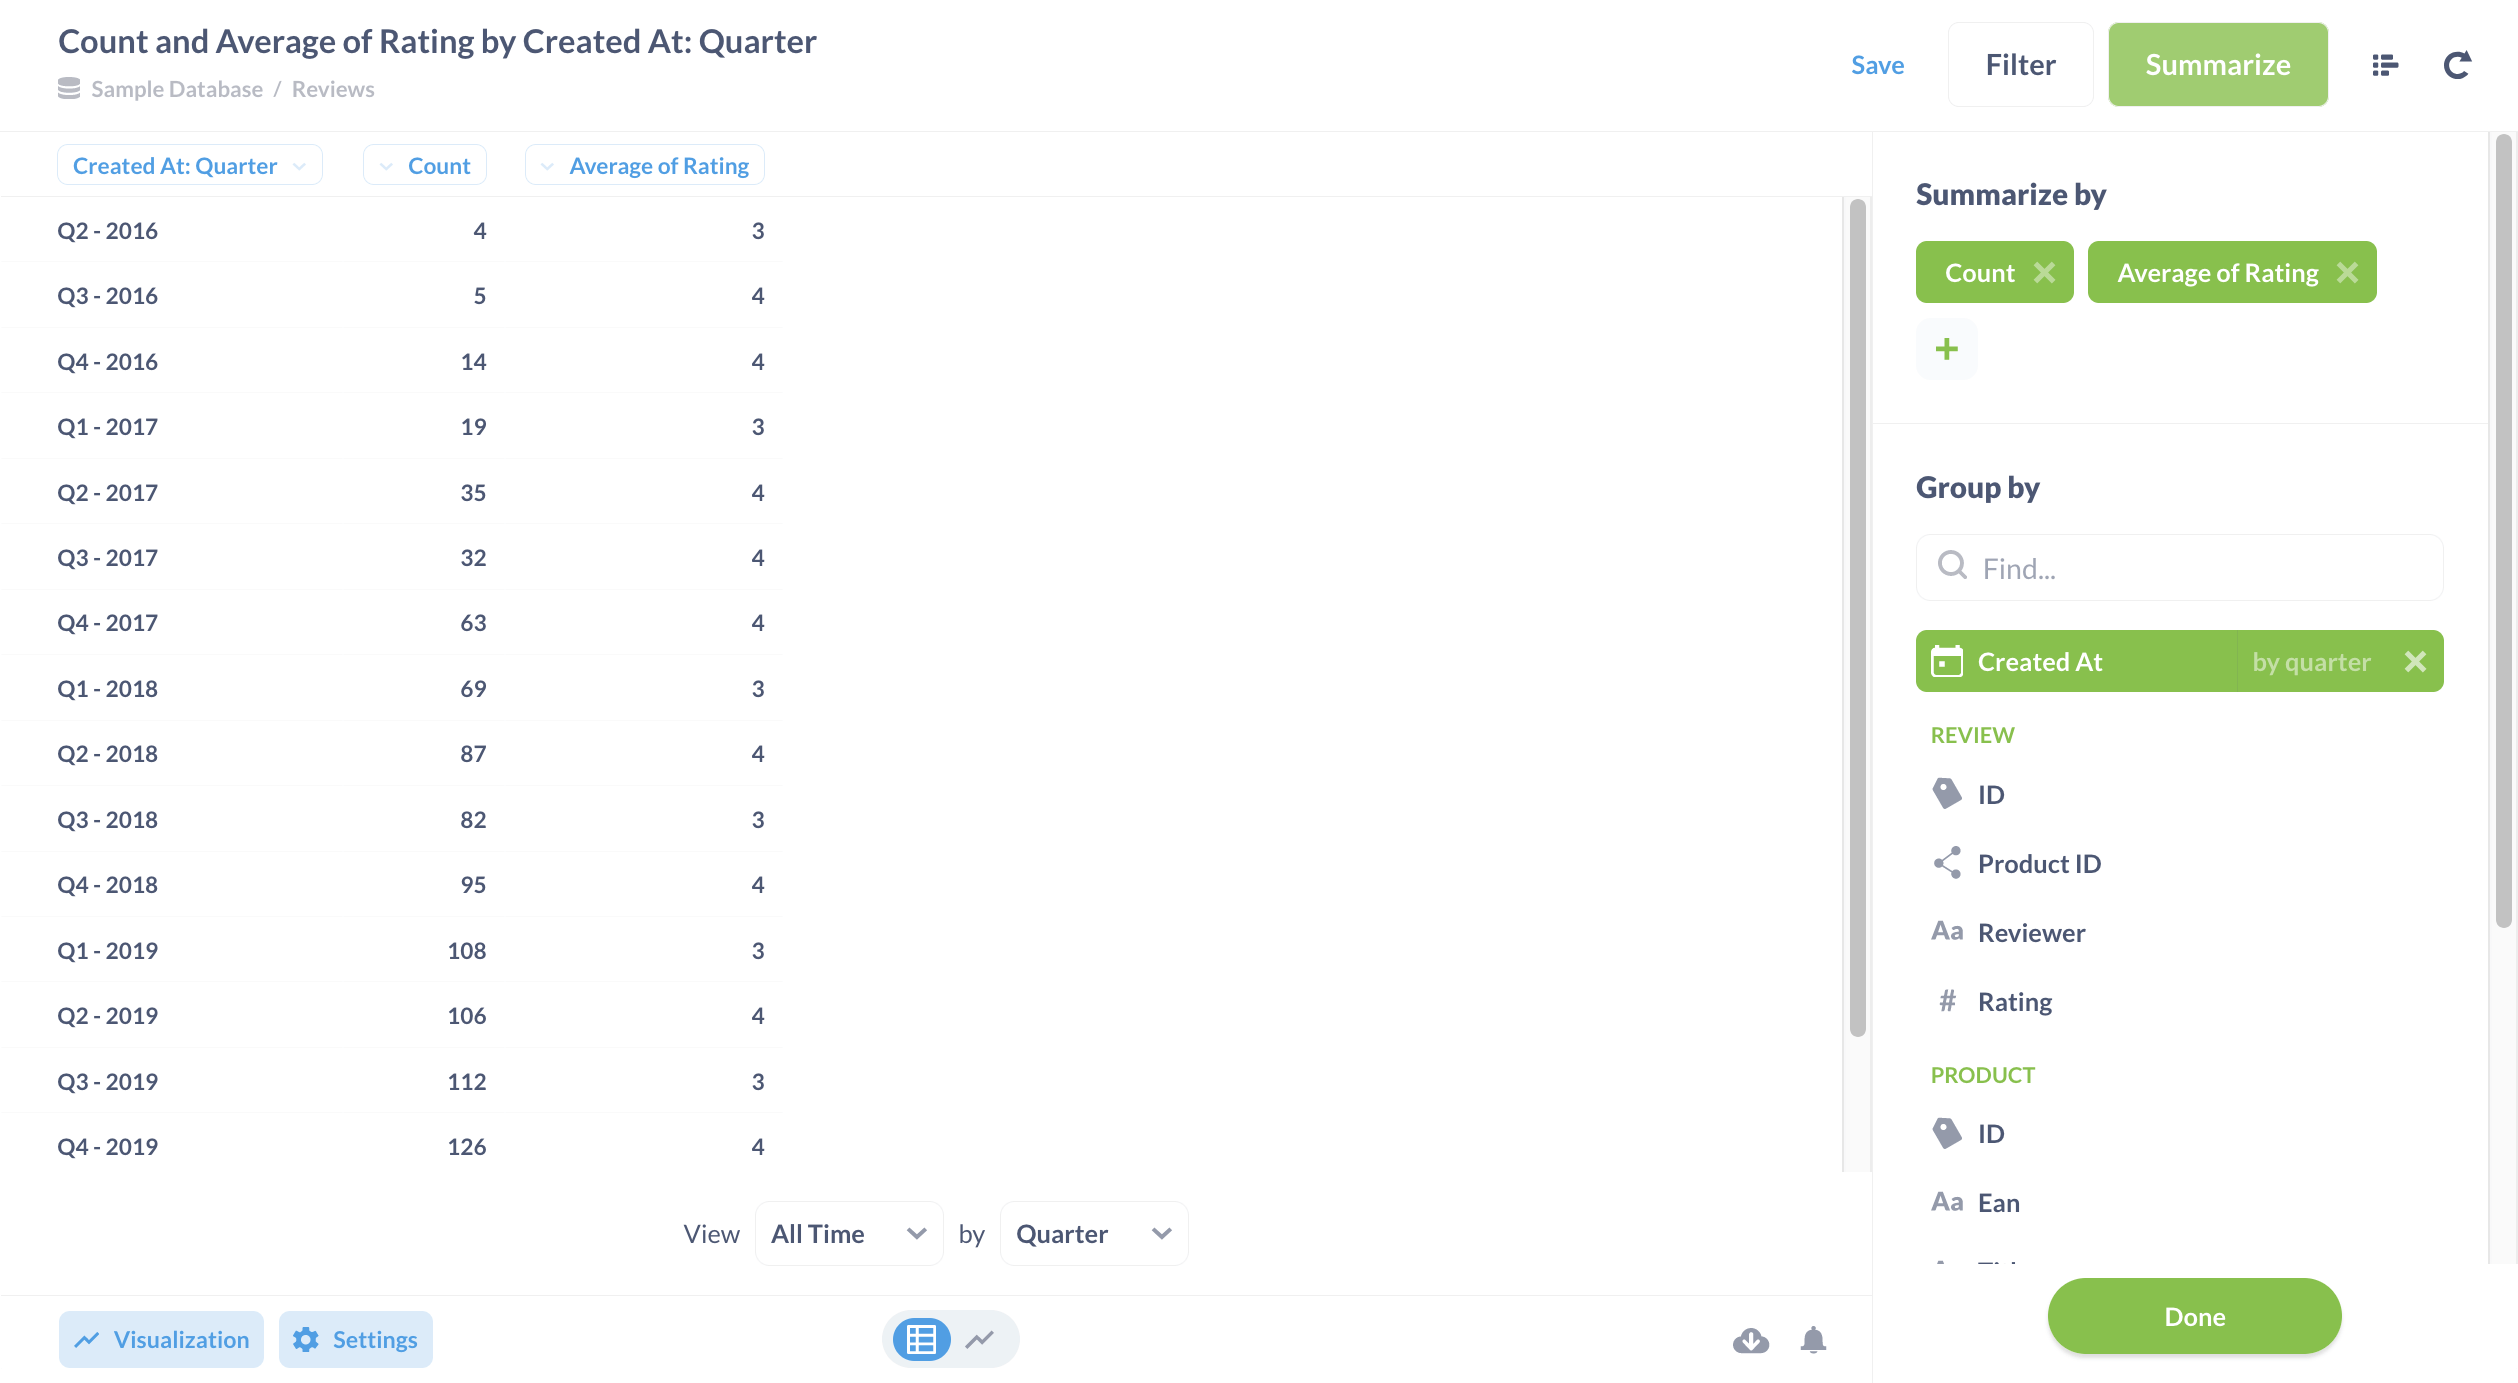 Count and Average of Rating by Created At: Quarter
Sample Database / Reviews
Save
Filter
Summarize
Created At: Quarter Count Average of Rating
Q2 - 2016 4 3
Q3 - 2016 5 4
Q4 - 2016 14 4
Q1 - 2017 19 3
Q2 - 2017 35 4
Q3 - 2017 32 4
Q4 - 2017 63 4
Q1 - 2018 69 3
Q2 - 2018 87 4
Q3 - 2018 82 3
Q4 - 2018 95 4
Q1 - 2019 108 3
Q2 - 2019 106 4
Q3 - 2019 112 3
Q4 - 2019 126 4
View All Time by Quarter
Visualization
Settings
Summarize by
Count Average of Rating
+
Group by
Find...
Created At by quarter
REVIEW
ID
Product ID
Aa Reviewer
# Rating
PRODUCT
ID
Aa Ean
Done